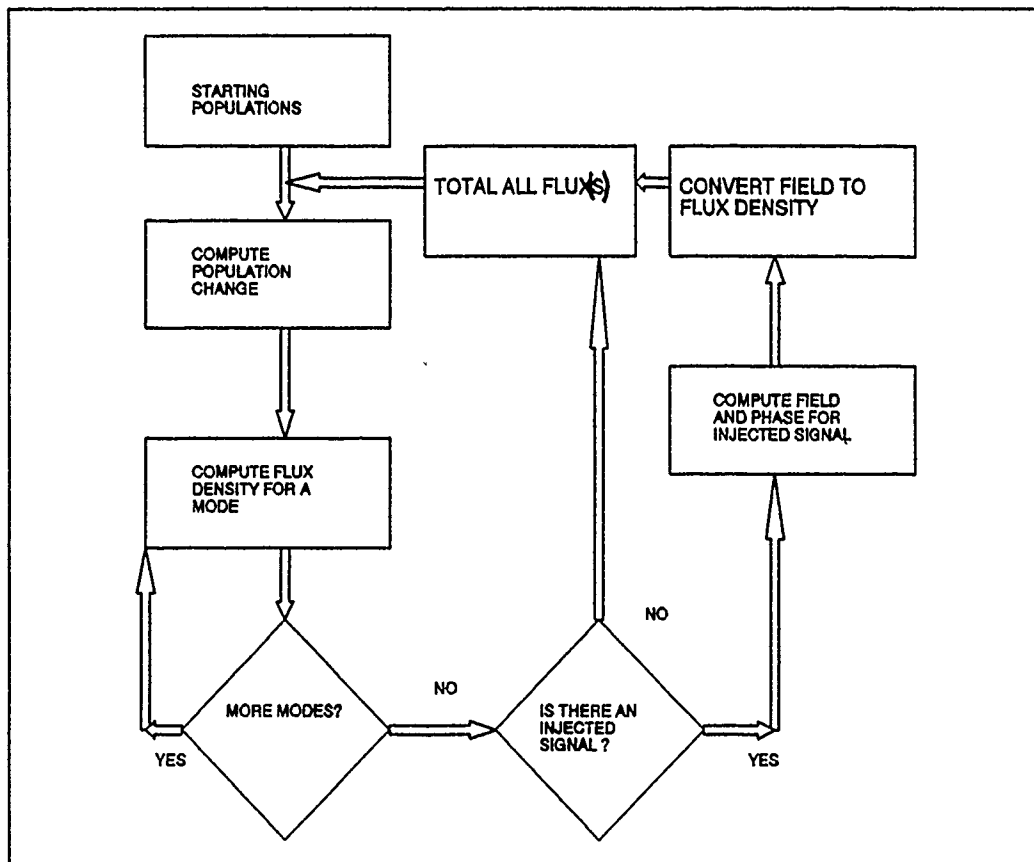 STARTING
POPULATIONS
TOTAL ALL FLUX(S)
CONVERT FIELD TO
FLUX DENSITY
COMPUTE
POPULATION
CHANGE
COMPUTE FIELD
AND PHASE FOR
INJECTED SIGNAL
COMPUTE FLUX
DENSITY FOR A
MODE
NO
NO
MORE MODES?
IS THERE AN
INJECTED
SIGNAL ?
YES
YES